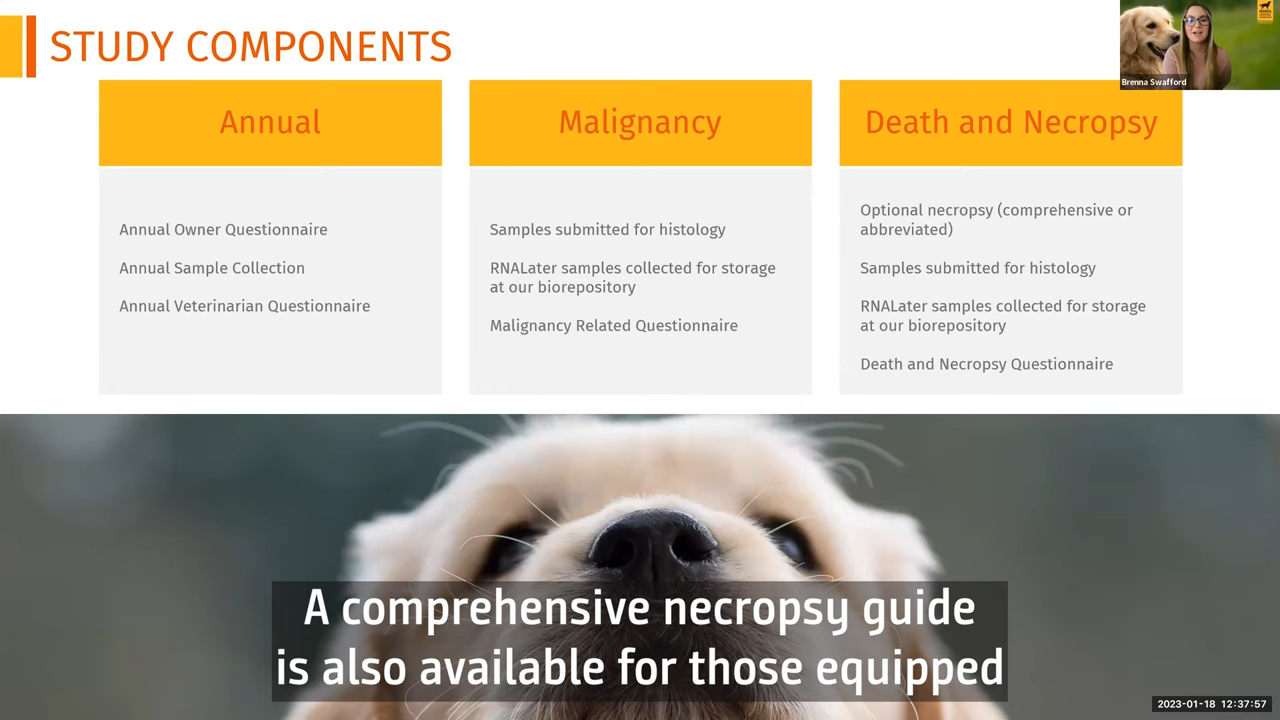 STUDY COMPONENTS
Brenna Swafford
Annual
Annual Owner Questionnaire
Annual Sample Collection
Annual Veterinarian Questionnaire
Malignancy
Samples submitted for histology
RNALater samples collected for storage
at our biorepository
Malignancy Related Questionnaire
Death and Necropsy
Optional necropsy (comprehensive or
abbreviated)
Samples submitted for histology
RNALater samples collected for storage
at our biorepository
Death and Necropsy Questionnaire
A comprehensive necropsy guide
is also available for those equipped
2023-01-18 12:37:57